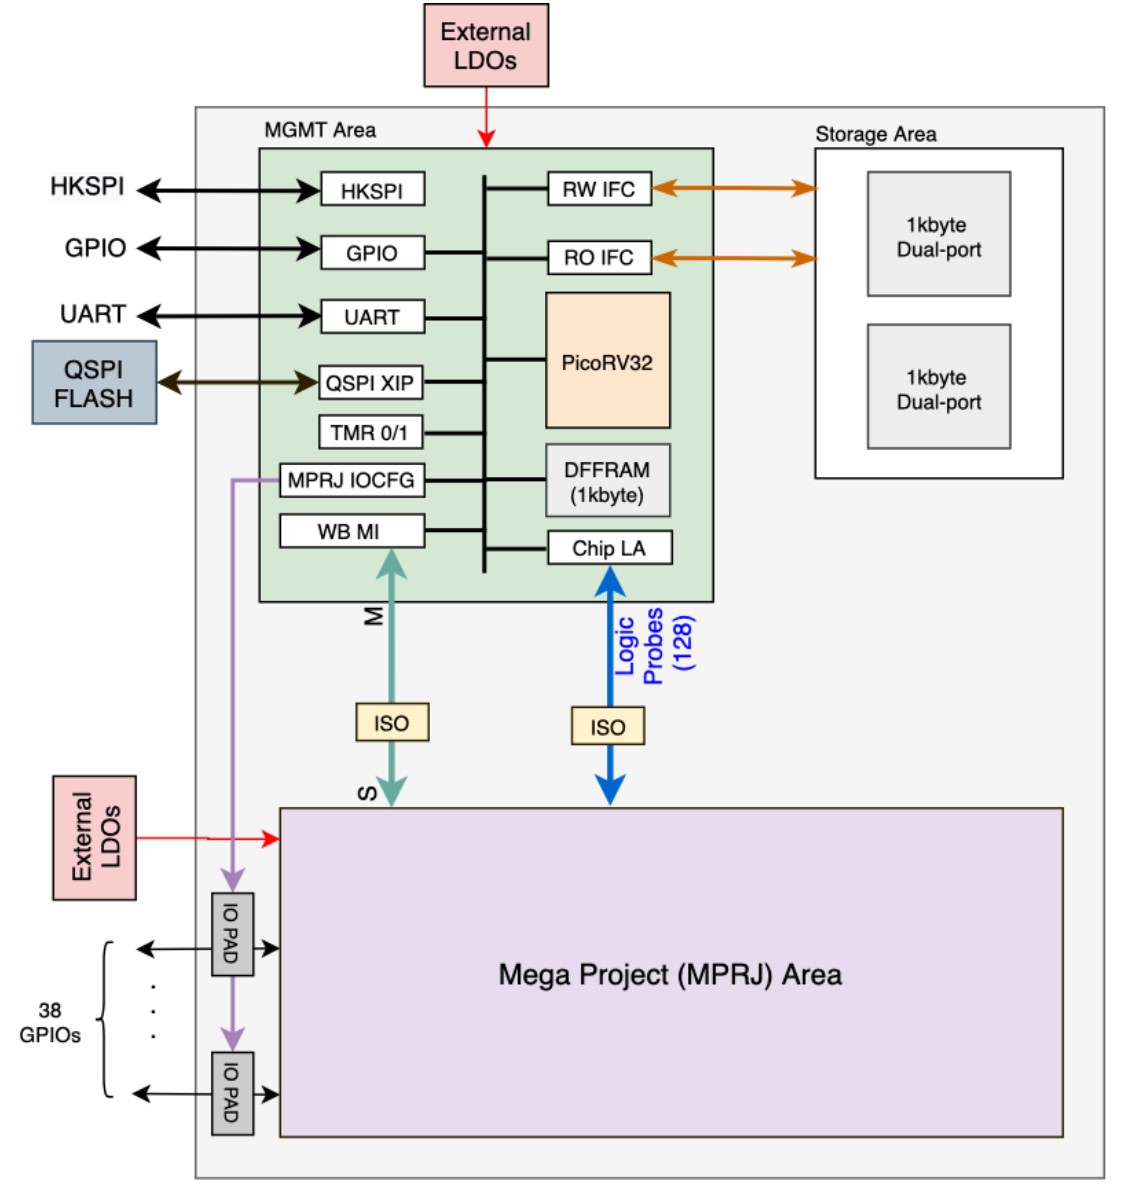 External
LDOs
MGMT Area
Storage Area
HKSPI
HKSPI
RW IFC
1kbyte
Dual-port
GPIO
GPIO
RO IFC
UART
UART
PicoRV32
QSPI
FLASH
QSPI XIP
1kbyte
Dual-port
TMR 0/1
MPRJ IOCFG
DFFRAM
(1kbyte)
WB MI
Chip LA
M
Logic
Probes
(128)
ISO
ISO
S
External
LDOs
IO PAD
Mega Project (MPRJ) Area
38
GPIOs
IO PAD